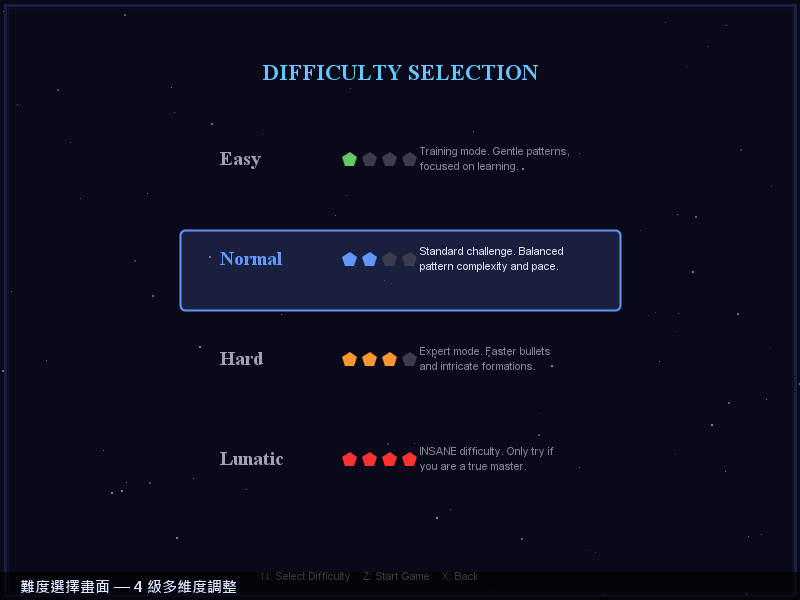 DIFFICULTY SELECTION
Easy
Training mode. Gentle patterns,
focused on learning.
Normal
Standard challenge. Balanced
pattern complexity and pace.
Hard
Expert mode. Faster bullets
and intricate formations.
Lunatic
INSANE difficulty. Only try if
you are a true master.
: Select Difficulty Z: Start Game X: Back
難度選擇畫面 — 4 級多維度調整